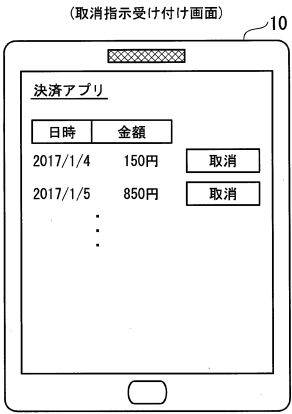 (取消指示受け付け画面)
10
決済アプリ
日時 金額
2017/1/4 150円 取消
2017/1/5 850円 取消